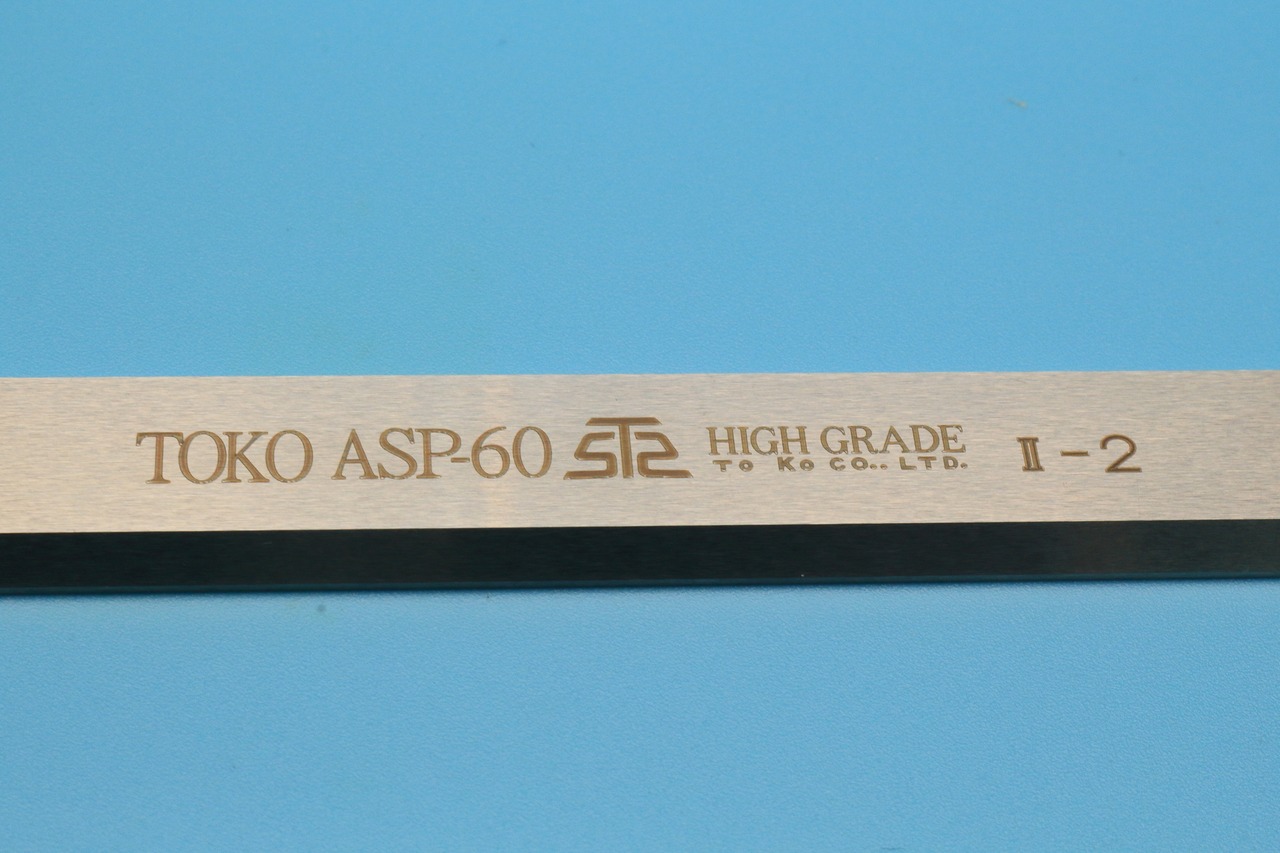 TOKO ASP-60 STS HIGH GRADE Ⅱ-2
TO KO CO., LTD.